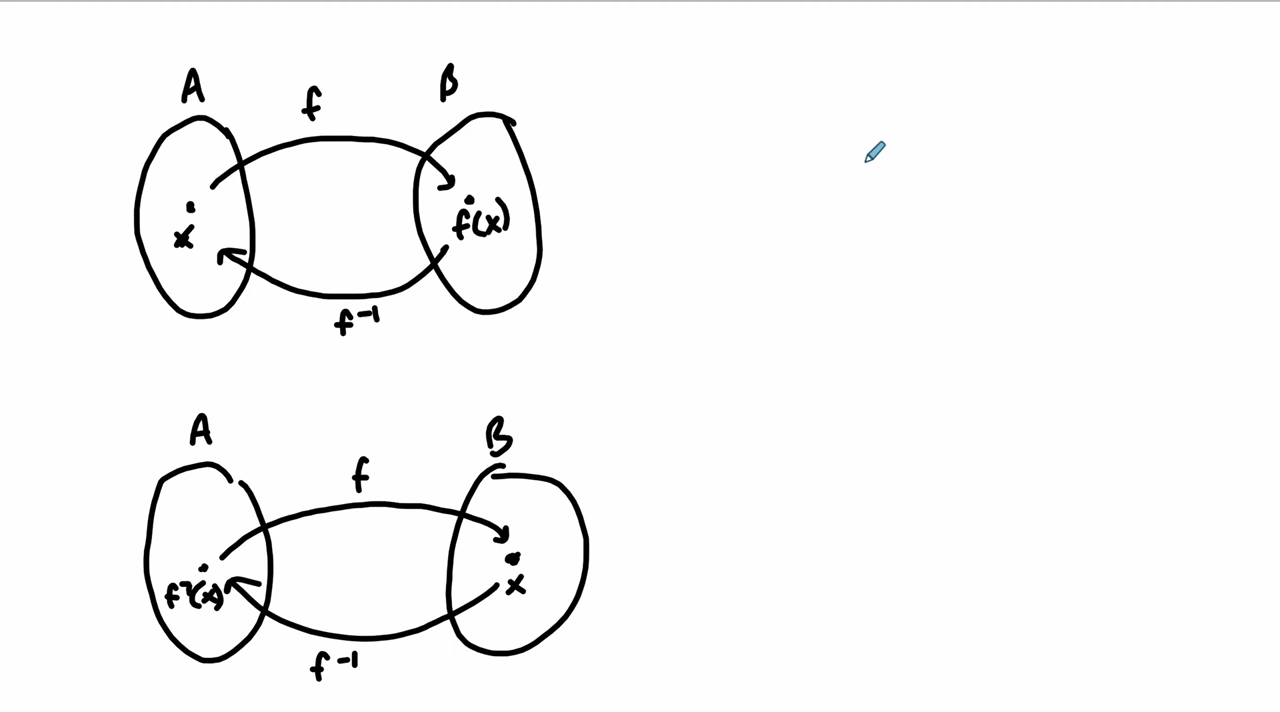 A f B
x f(x)
f⁻¹
A f B
f⁻¹(x) x
f⁻¹